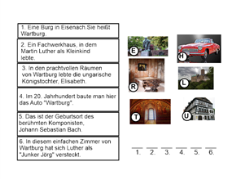 1. Eine Burg in Eisenach Sie heißt
Wartburg.
2. Ein Fachwerkhaus, in dem
Martin Luther als Kleinkind
lebte.
3. In den prachtvollen Räumen
von Wartburg lebte die ungarische
Königstochter, Elisabeth.
4. Im 20. Jahrhundert baute man hier
das Auto "Wartburg".
5. Das ist der Geburtsort des
berühmten Komponisten,
Johann Sebastian Bach.
6. In diesem einfachen Zimmer von
Wartburg hat sich Luther als
"Junker Jörg" versteckt.
E
R
L
T
U
1. 2. 3. 4. 5. 6.